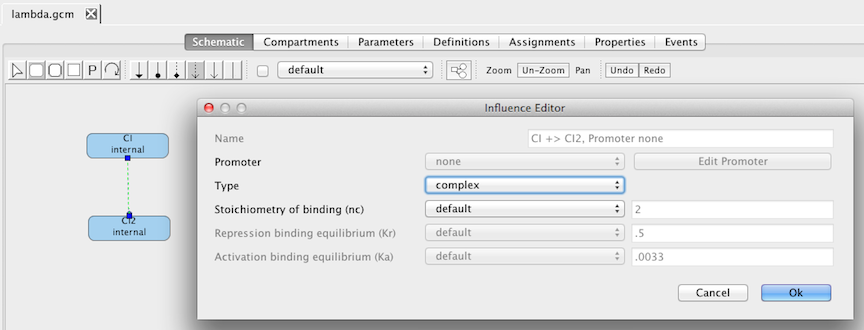 lambda.gcm
Schematic Compartments Parameters Definitions Assignments Properties Events
P default Zoom Un-Zoom Pan Undo Redo
Influence Editor
CI
internal
CI2
internal
Name CI +> CI2, Promoter none
Promoter none Edit Promoter
Type complex
Stoichiometry of binding (nc) default 2
Repression binding equilibrium (Kr) default .5
Activation binding equilibrium (Ka) default .0033
Cancel Ok